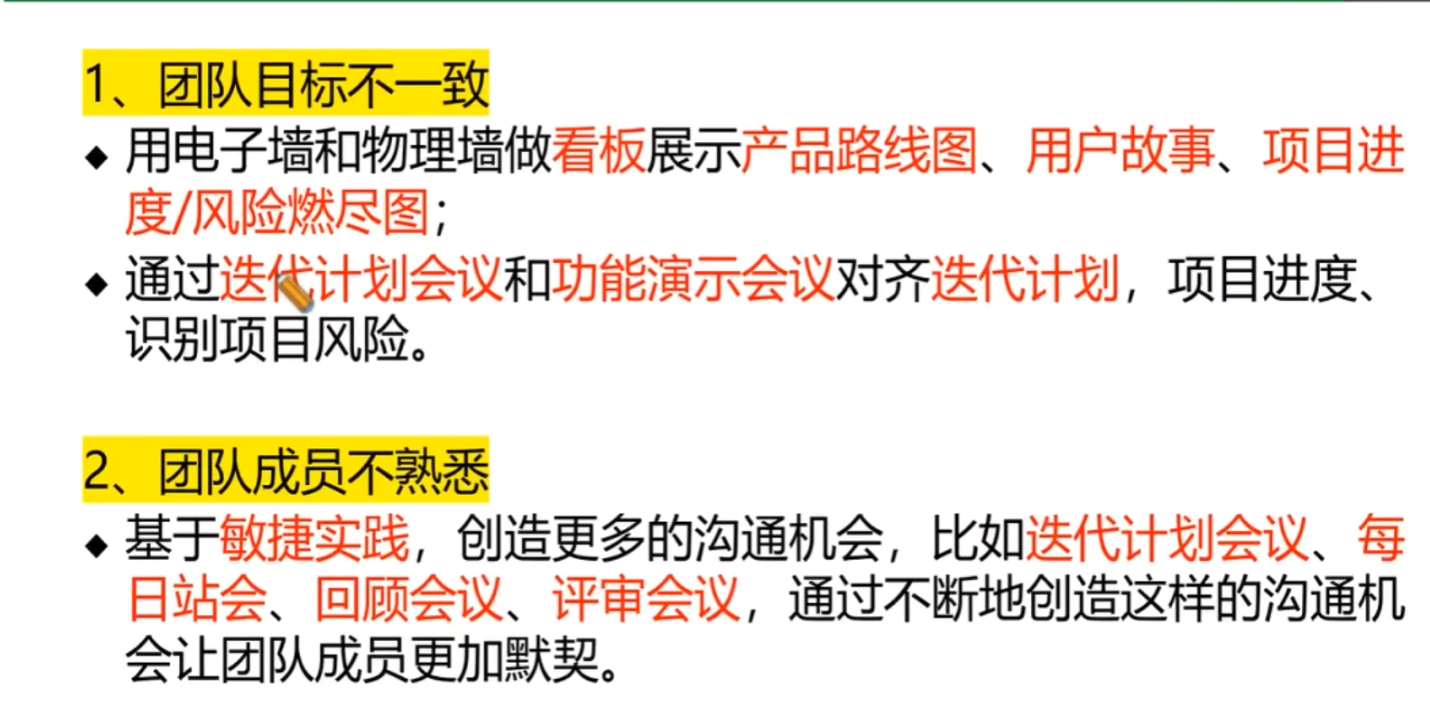 1、团队目标不一致
◆ 用电子墙和物理墙做看板展示产品路线图、用户故事、项目进
度/风险燃尽图；
◆ 通过迭代计划会议和功能演示会议对齐迭代计划，项目进度、
识别项目风险。
2、团队成员不熟悉
◆ 基于敏捷实践，创造更多的沟通机会，比如迭代计划会议、每
日站会、回顾会议、评审会议，通过不断地创造这样的沟通机
会让团队成员更加默契。